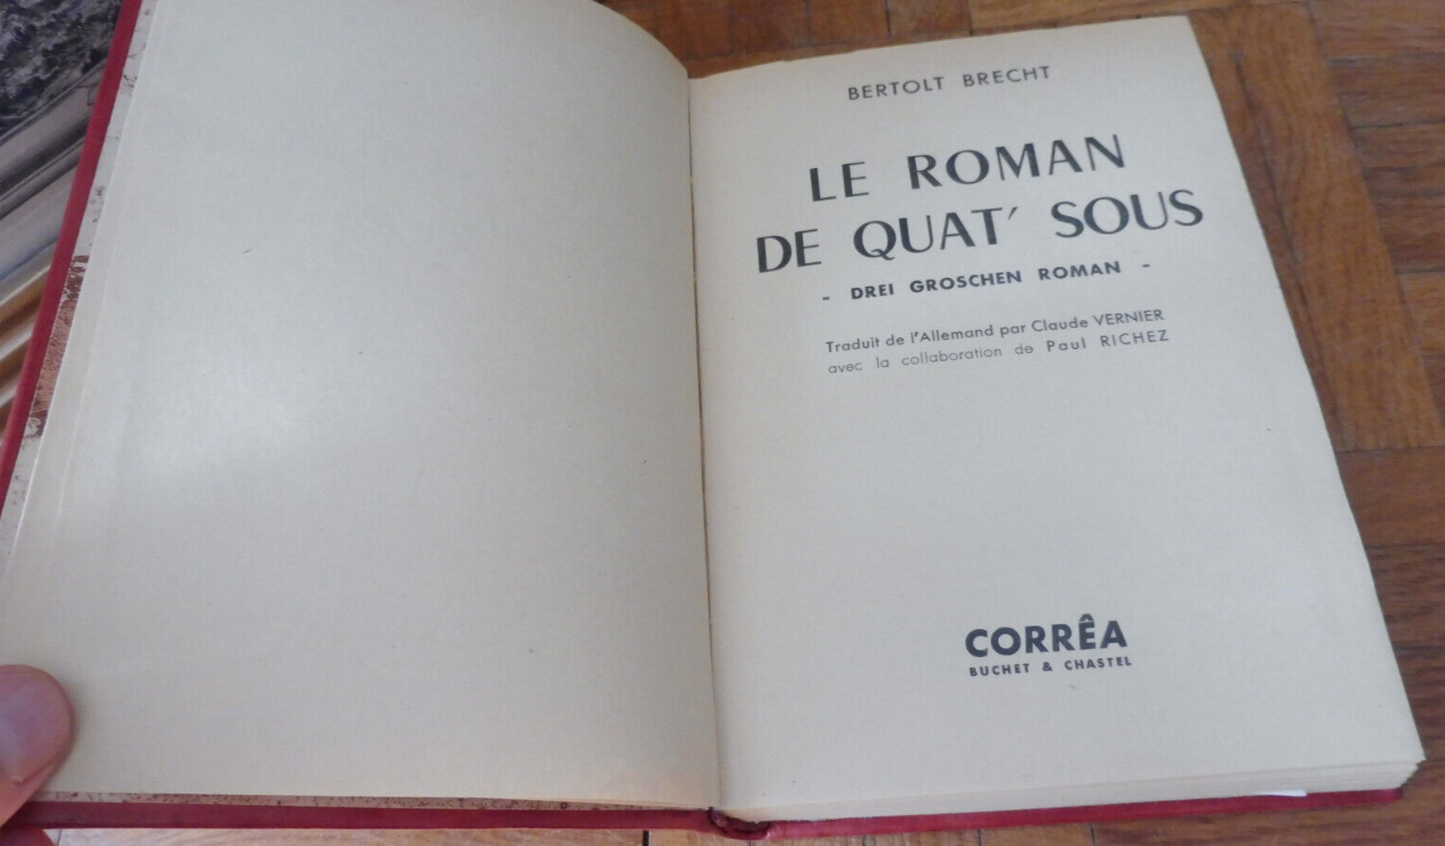 BERTOLT BRECHT
LE ROMAN
DE QUAT' SOUS
- DREI GROSCHEN ROMAN -
Traduit de l'Allemand par Claude VERNIER
avec la collaboration de Paul RICHEZ
CORRÊA
BUCHET & CHASTEL